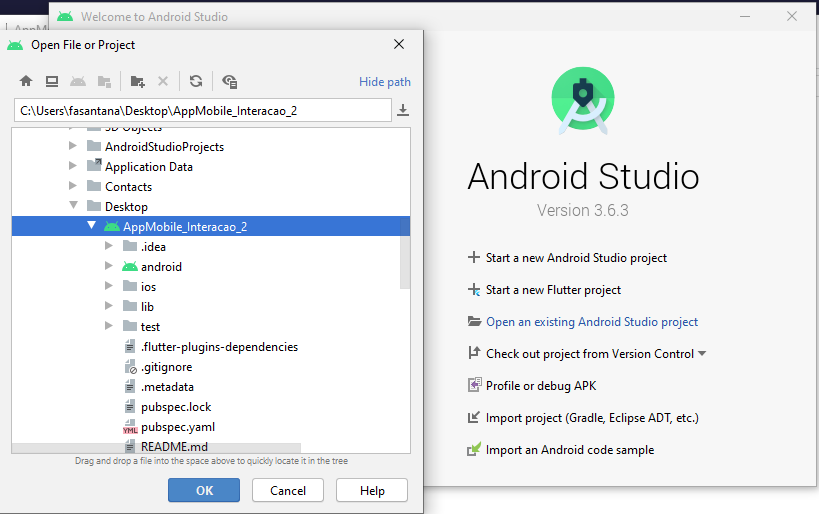 Welcome to Android Studio
Open File or Project
Hide path
C:\Users\fasantana\Desktop\AppMobile_Interacao_2
3D Objects
AndroidStudioProjects
Application Data
Contacts
Desktop
AppMobile_Interacao_2
.idea
android
ios
lib
test
.flutter-plugins-dependencies
.gitignore
.metadata
pubspec.lock
YML pubspec.yaml
README.md
Drag and drop a file into the space above to quickly locate it in the tree
OK
Cancel
Help
Android Studio
Version 3.6.3
Start a new Android Studio project
Start a new Flutter project
Open an existing Android Studio project
Check out project from Version Control
Profile or debug APK
Import project (Gradle, Eclipse ADT, etc.)
Import an Android code sample